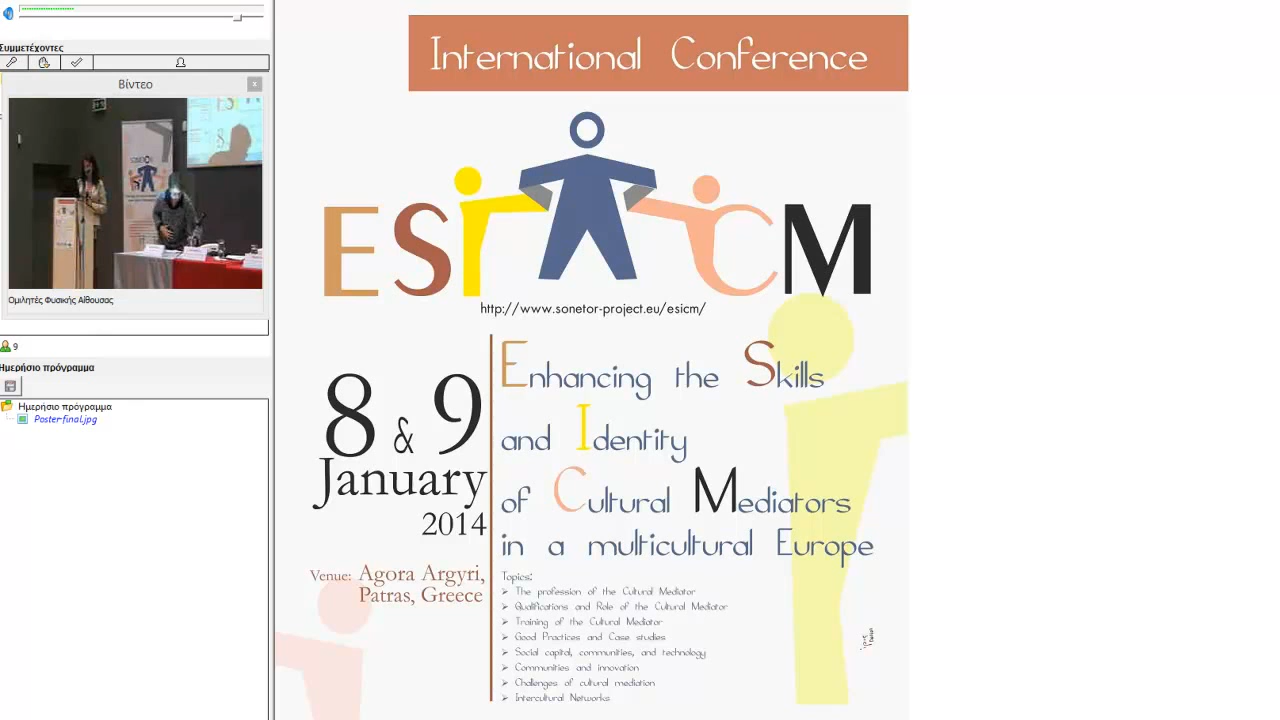 Συμμετέχοντες
Βίντεο
x
Ομιλητές Φυσικής Αίθουσας
9
Ημερήσιο πρόγραμμα
Ημερήσιο πρόγραμμα
Poster final.jpg
International Conference
ESICM
http://www.sonetor-project.eu/esicm/
8 & 9
January
2014
Venue: Agora Argyri,
Patras, Greece
Enhancing the Skills
and Identity
of Cultural Mediators
in a multicultural Europe
Topics:
➢ The profession of the Cultural Mediator
➢ Qualifications and Role of the Cultural Mediator
➢ Training of the Cultural Mediator
➢ Good Practices and Case studies
➢ Social capital, communities, and technology
➢ Communities and innovation
➢ Challenges of cultural mediation
➢ Intercultural Networks